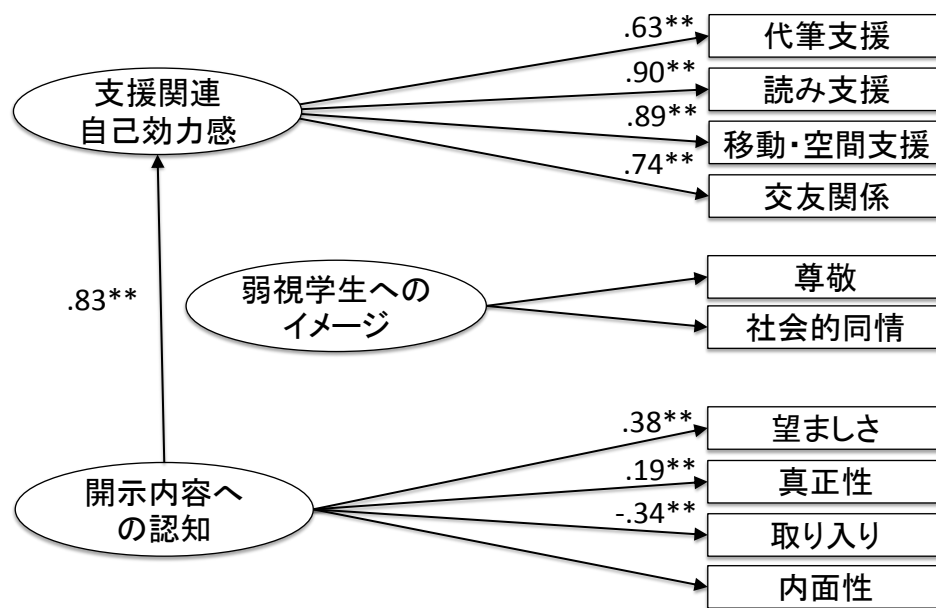 支援関連
自己効力感
.63**
代筆支援
.90**
読み支援
.89**
移動・空間支援
.74**
交友関係
.83**
弱視学生への
イメージ
尊敬
社会的同情
開示内容へ
の認知
.38**
望ましさ
.19**
真正性
-.34**
取り入り
内面性